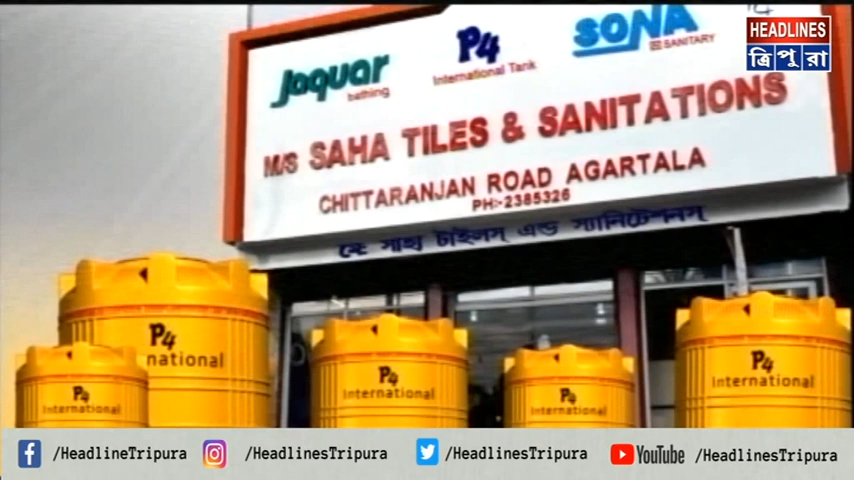 HEADLINES
ত্রিপুরা
Jaquar
bathing
P4
International Tank
SONA
SANITARY
M/S SAHA TILES & SANITATIONS
CHITTARANJAN ROAD AGARTALA
PH:-2385326
মেঃ সাহা টাইলস্ এন্ড স্যানিটেশনস্
P4
rnational
P4
International
P4
International
P4
International
P4
International
/HeadlineTripura
/HeadlinesTripura
/HeadlinesTripura
YouTube /HeadlinesTripura